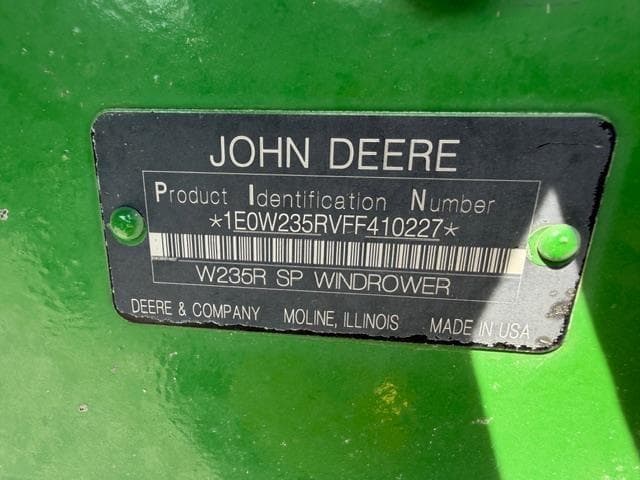 JOHN DEERE
Product Identification Number
*1E0W235RVFF410227*
W235R SP WINDROWER
DEERE & COMPANY MOLINE, ILLINOIS MADE IN USA